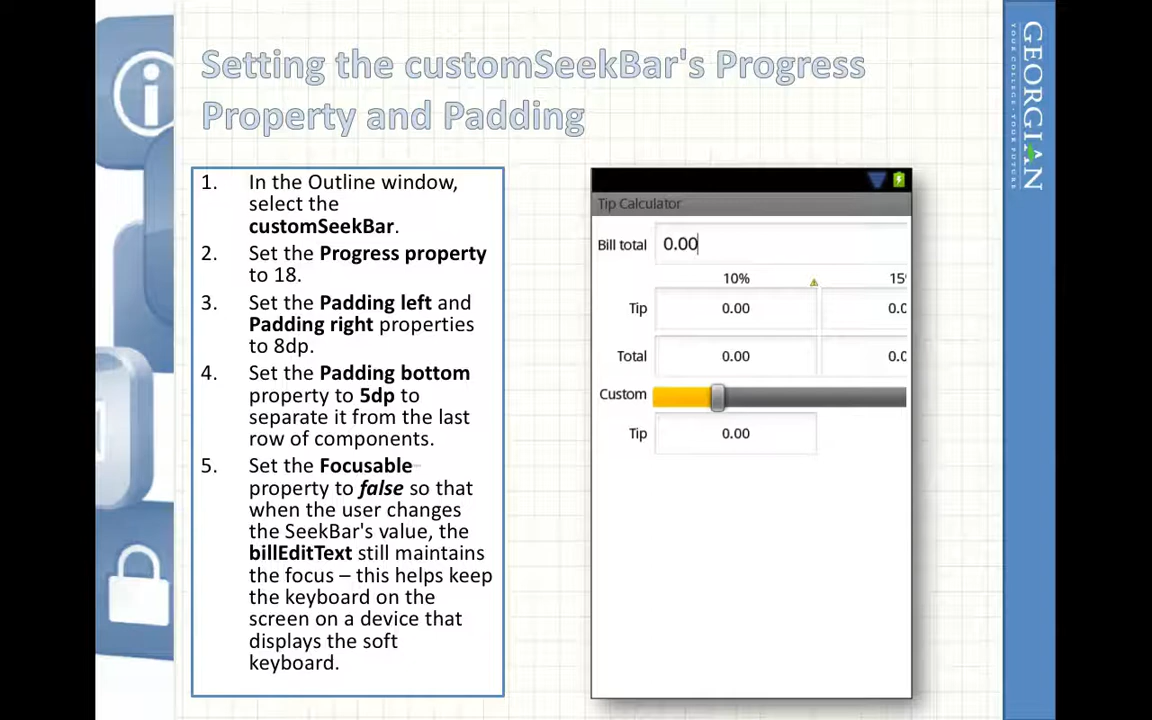 Setting the customSeekBar's Progress
Property and Padding
1. In the Outline window,
select the
customSeekBar.
2. Set the Progress property
to 18.
3. Set the Padding left and
Padding right properties
to 8dp.
4. Set the Padding bottom
property to 5dp to
separate it from the last
row of components.
5. Set the Focusable
property to false so that
when the user changes
the SeekBar's value, the
billEditText still maintains
the focus – this helps keep
the keyboard on the
screen on a device that
displays the soft
keyboard.
Tip Calculator
Bill total 0.00
10% 15
Tip 0.00 0.0
Total 0.00 0.0
Custom
Tip 0.00
GEORGIAN
YOUR COLLEGE · YOUR FUTURE